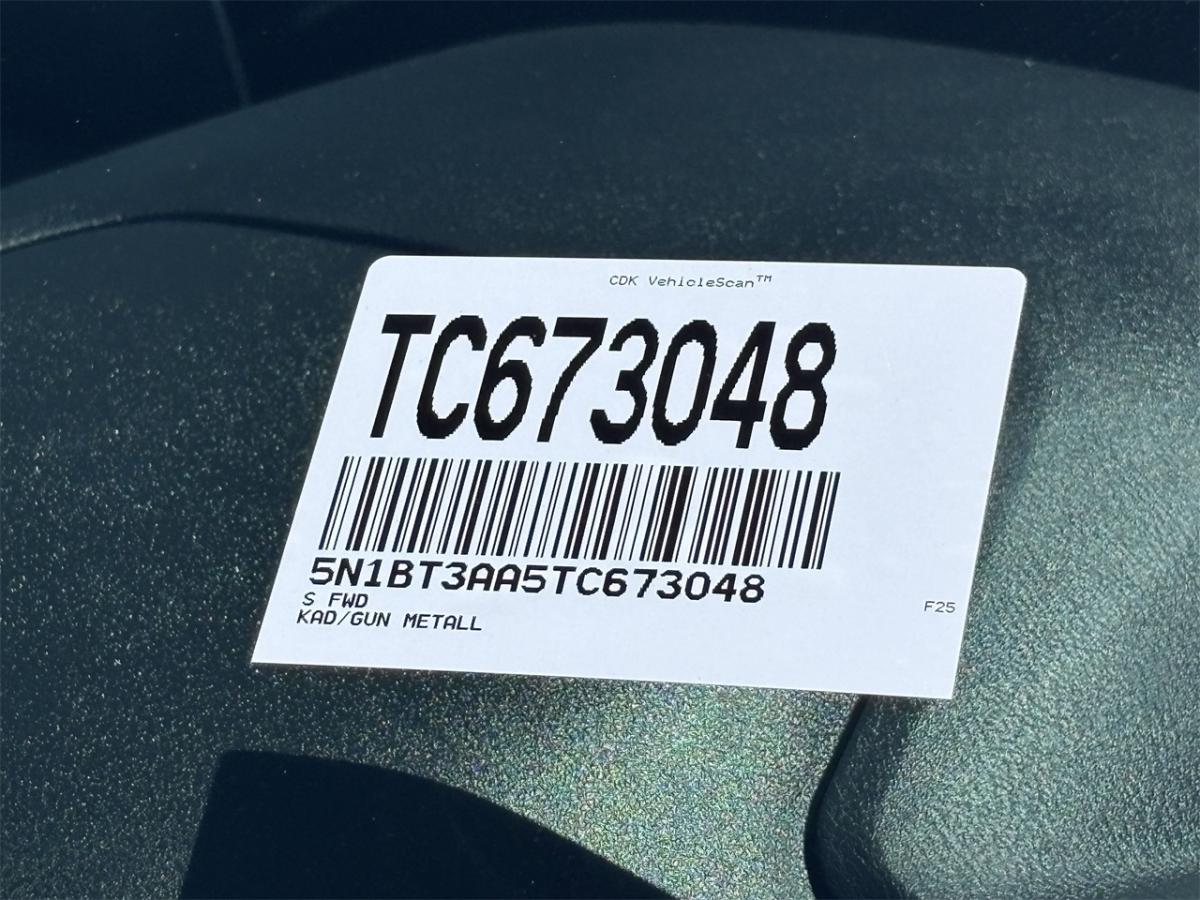 CDK VehicleScan™
TC673048
5N1BT3AA5TC673048
S FWD
KAD/GUN METALL
F25